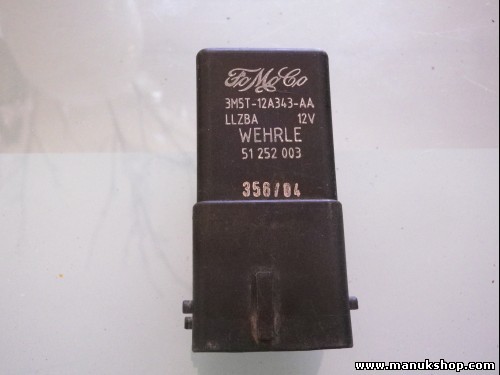 FoMoCo
3M5T-12A343-AA
LLZBA 12V
WEHRLE
51 252 003
356/04
www.manukshop.com